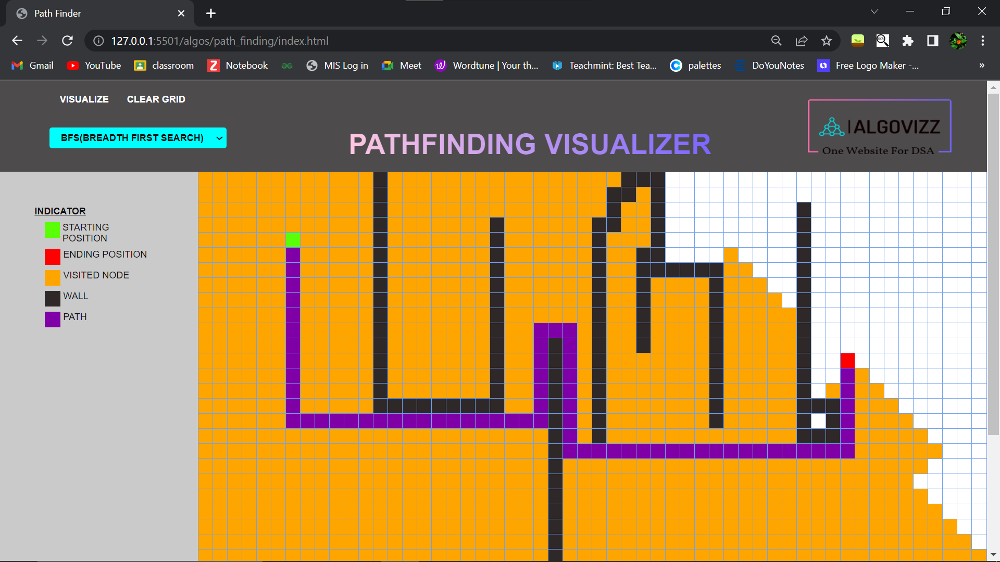 Path Finder
127.0.0.1:5501/algos/path_finding/index.html
Gmail YouTube classroom Notebook MIS Log in Meet Wordtune | Your th... Teachmint: Best Tea... palettes DoYouNotes Free Logo Maker -... »
VISUALIZE CLEAR GRID
BFS(BREADTH FIRST SEARCH)
PATHFINDING VISUALIZER
ALGOVIZZ
One Website For DSA
INDICATOR
STARTING
POSITION
ENDING POSITION
VISITED NODE
WALL
PATH